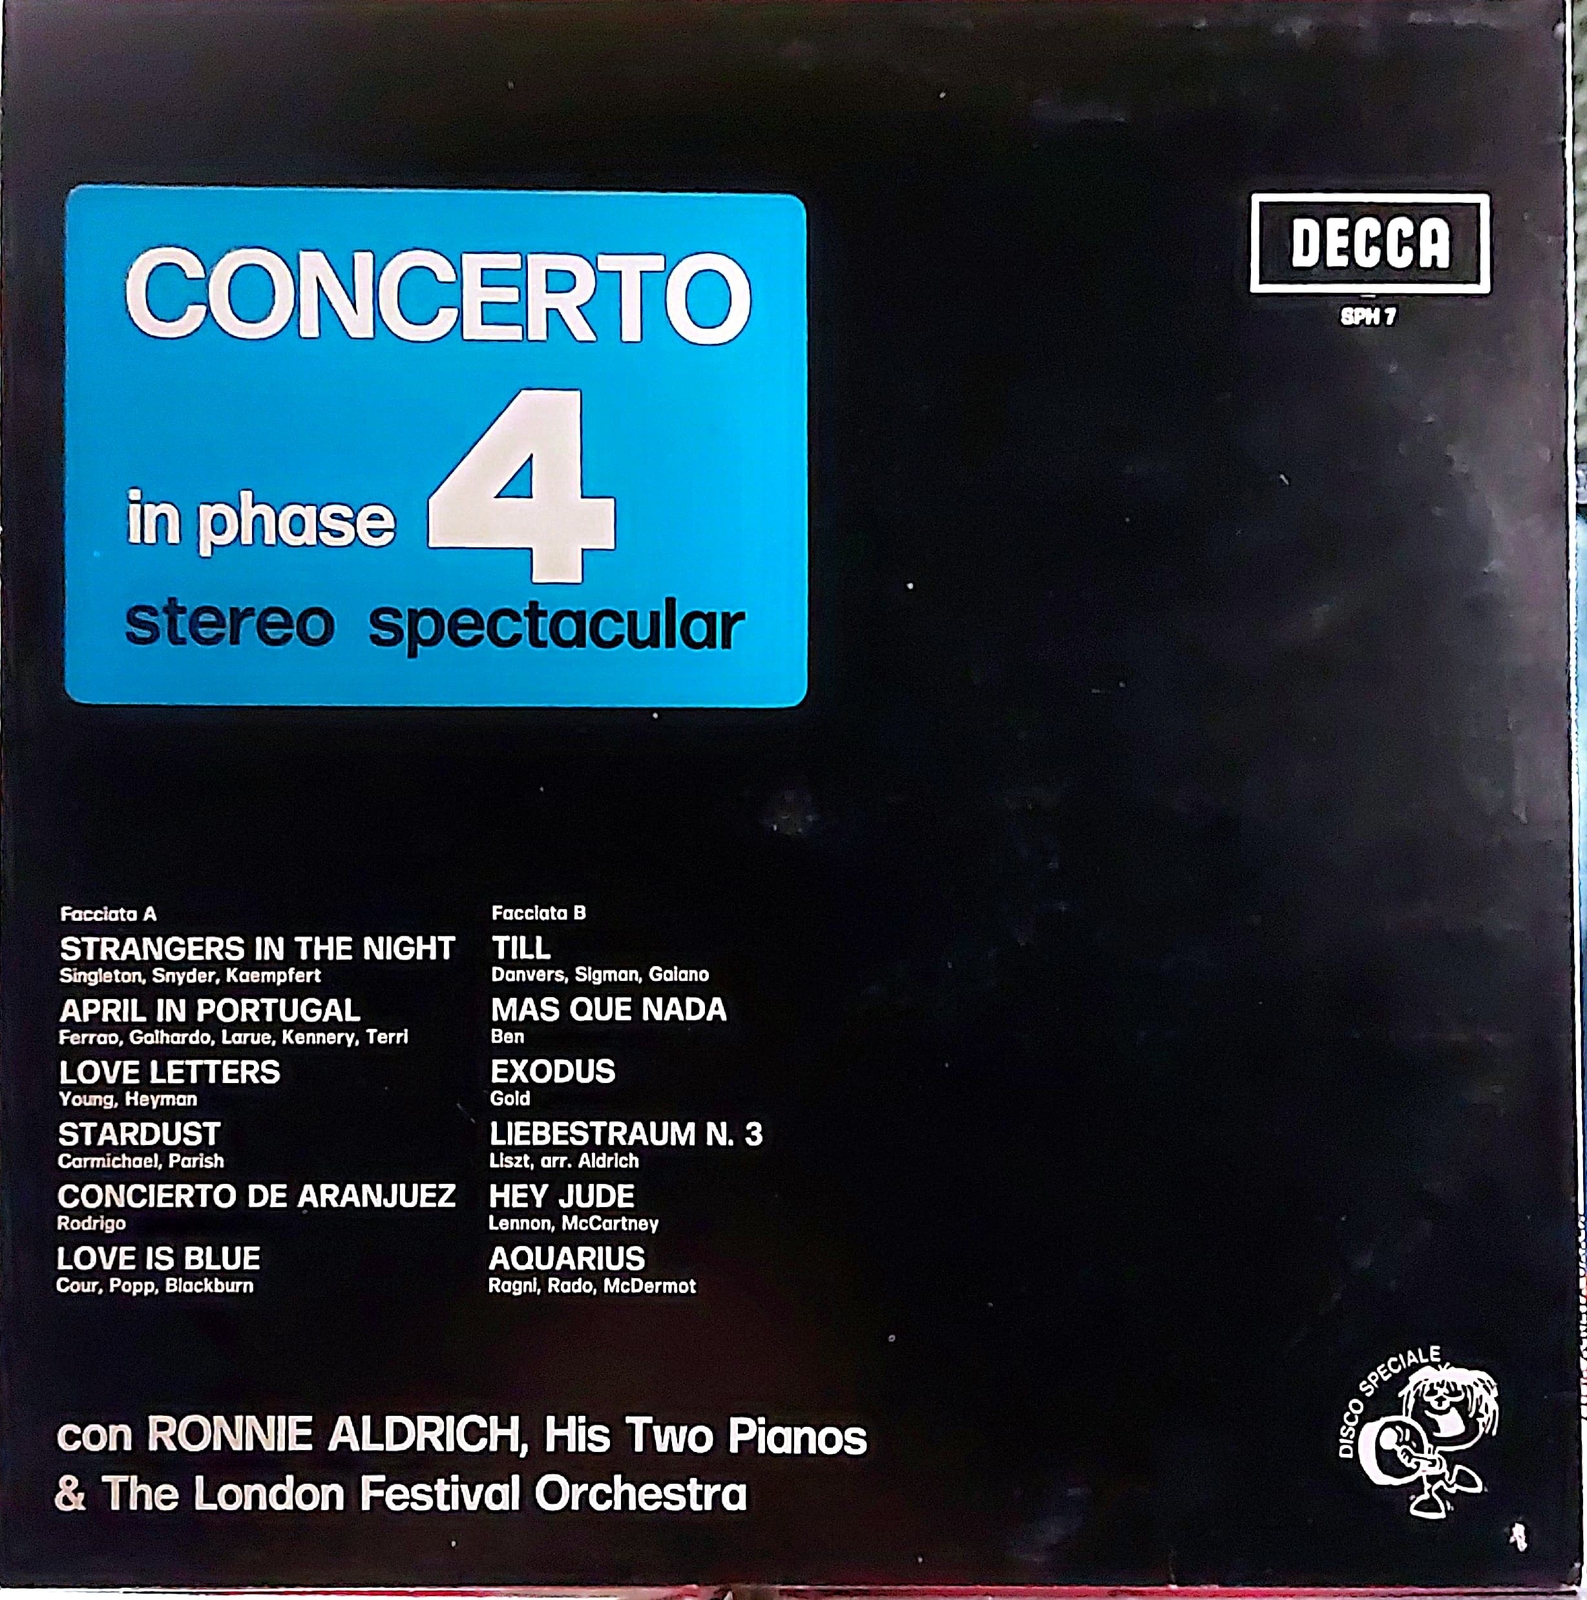 CONCERTO
in phase 4
stereo spectacular
DECCA
SPH 7
Facciata A
STRANGERS IN THE NIGHT
Singleton, Snyder, Kaempfert
APRIL IN PORTUGAL
Ferrao, Galhardo, Larue, Kennery, Terri
LOVE LETTERS
Young, Heyman
STARDUST
Carmichael, Parish
CONCIERTO DE ARANJUEZ
Rodrigo
LOVE IS BLUE
Cour, Popp, Blackburn
Facciata B
TILL
Danvers, Sigman, Gaiano
MAS QUE NADA
Ben
EXODUS
Gold
LIEBESTRAUM N. 3
Liszt, arr. Aldrich
HEY JUDE
Lennon, McCartney
AQUARIUS
Ragni, Rado, McDermot
con RONNIE ALDRICH, His Two Pianos
& The London Festival Orchestra
DISCO SPECIALE